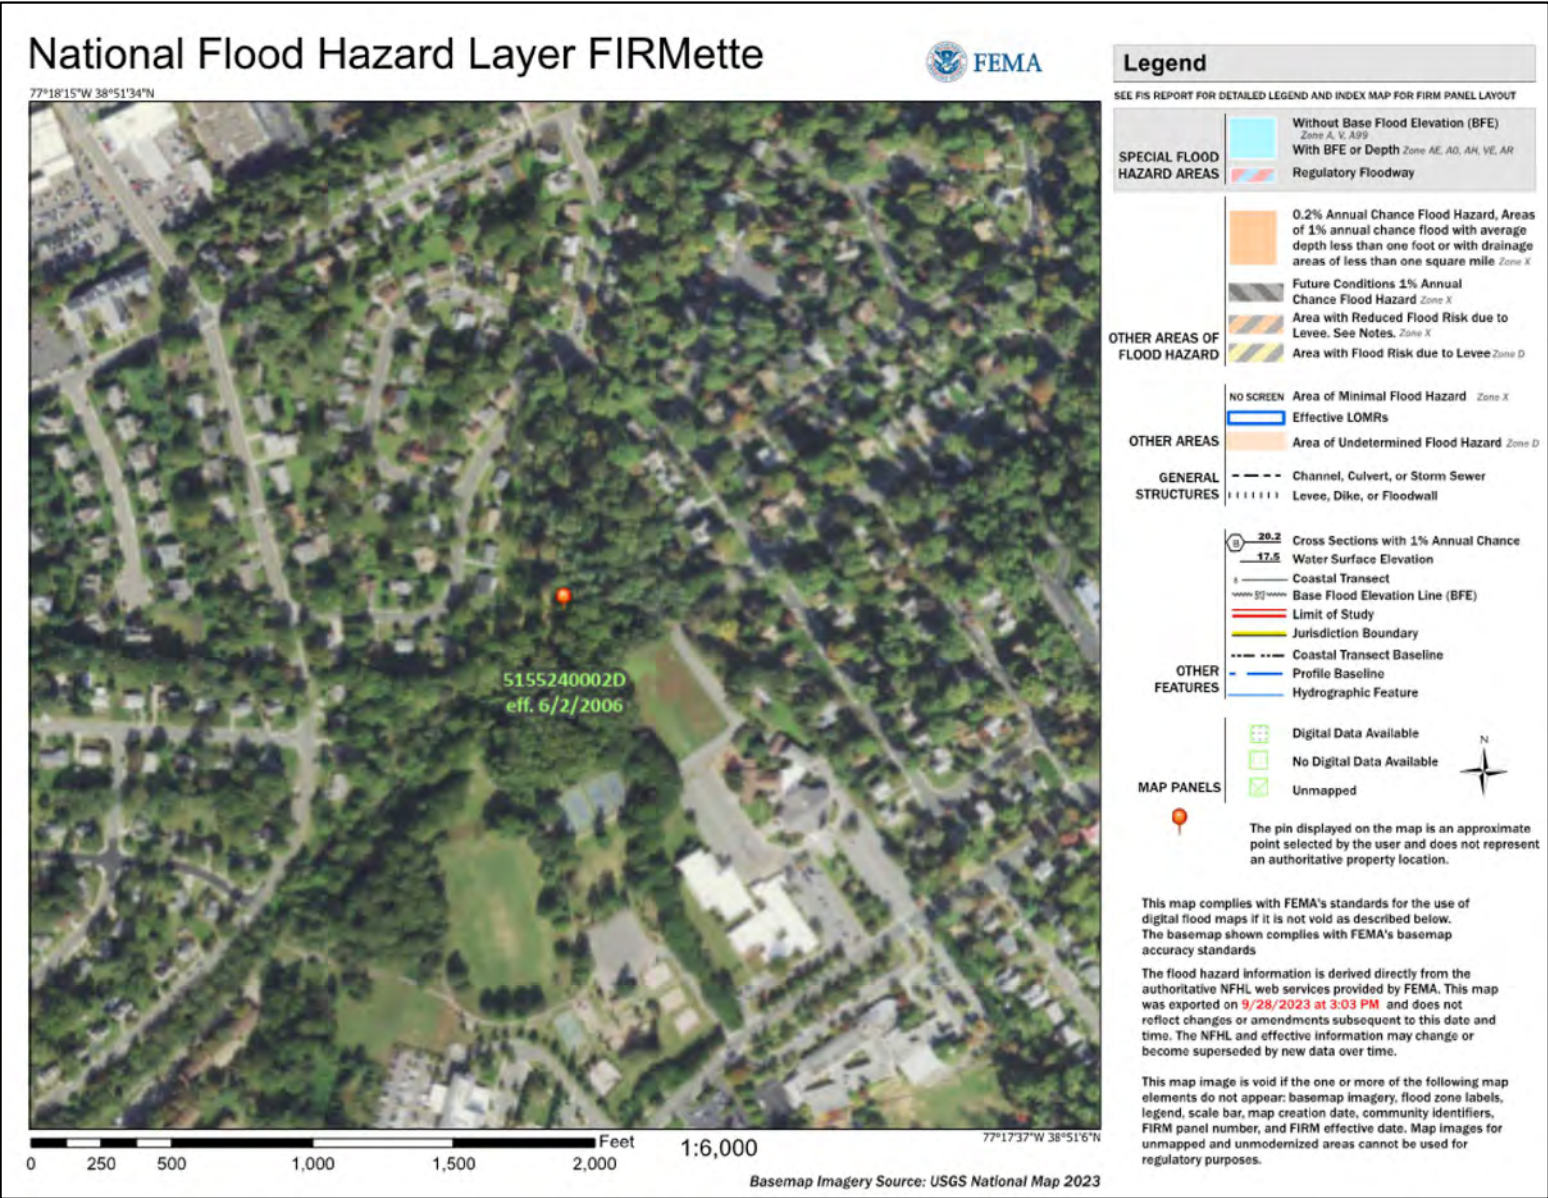 National Flood Hazard Layer FIRMette
FEMA
77°18'15"W 38°51'34"N
5155240002D
eff. 6/2/2006
77°17'37"W 38°51'6"N
Feet
1:6,000
0 250 500 1,000 1,500 2,000
Basemap Imagery Source: USGS National Map 2023
Legend
SEE FIS REPORT FOR DETAILED LEGEND AND INDEX MAP FOR FIRM PANEL LAYOUT
SPECIAL FLOOD
HAZARD AREAS
Without Base Flood Elevation (BFE)
Zone A, V, A99
With BFE or Depth Zone AE, AO, AH, VE, AR
Regulatory Floodway
OTHER AREAS OF
FLOOD HAZARD
0.2% Annual Chance Flood Hazard, Areas
of 1% annual chance flood with average
depth less than one foot or with drainage
areas of less than one square mile Zone X
Future Conditions 1% Annual
Chance Flood Hazard Zone X
Area with Reduced Flood Risk due to
Levee. See Notes. Zone X
Area with Flood Risk due to Levee Zone D
OTHER AREAS
NO SCREEN Area of Minimal Flood Hazard Zone X
Effective LOMRs
Area of Undetermined Flood Hazard Zone D
GENERAL
STRUCTURES
Channel, Culvert, or Storm Sewer
Levee, Dike, or Floodwall
OTHER
FEATURES
B 20.2 Cross Sections with 1% Annual Chance
17.5 Water Surface Elevation
8 Coastal Transect
Base Flood Elevation Line (BFE)
Limit of Study
Jurisdiction Boundary
Coastal Transect Baseline
Profile Baseline
Hydrographic Feature
MAP PANELS
Digital Data Available
No Digital Data Available
Unmapped
N
The pin displayed on the map is an approximate
point selected by the user and does not represent
an authoritative property location.
This map complies with FEMA's standards for the use of
digital flood maps if it is not void as described below.
The basemap shown complies with FEMA's basemap
accuracy standards
The flood hazard information is derived directly from the
authoritative NFHL web services provided by FEMA. This map
was exported on 9/28/2023 at 3:03 PM and does not
reflect changes or amendments subsequent to this date and
time. The NFHL and effective information may change or
become superseded by new data over time.
This map image is void if the one or more of the following map
elements do not appear: basemap imagery, flood zone labels,
legend, scale bar, map creation date, community identifiers,
FIRM panel number, and FIRM effective date. Map images for
unmapped and unmodernized areas cannot be used for
regulatory purposes.